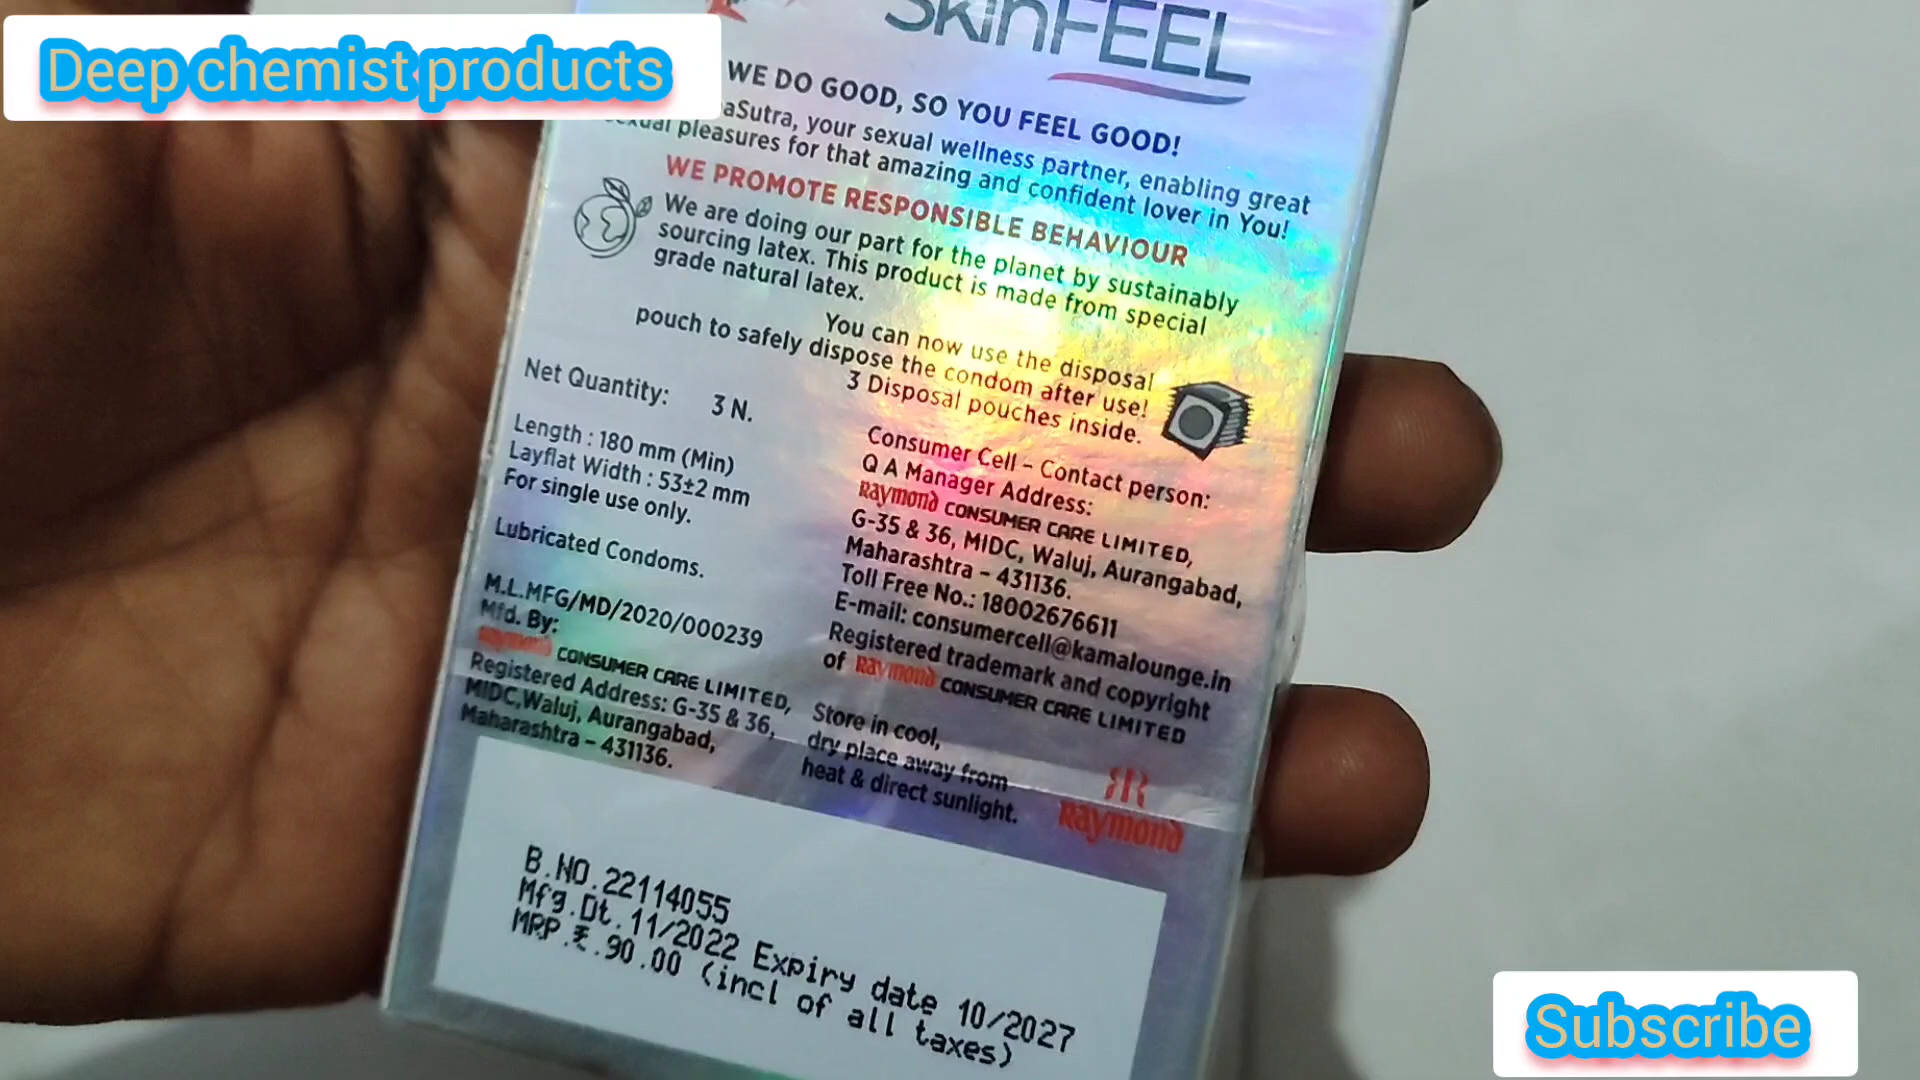 Deep chemist products
SkinFEEL
WE DO GOOD, SO YOU FEEL GOOD!
aSutra, your sexual wellness partner, enabling great
sexual pleasures for that amazing and confident lover in You!
WE PROMOTE RESPONSIBLE BEHAVIOUR
We are doing our part for the planet by sustainably
sourcing latex. This product is made from special
grade natural latex.
You can now use the disposal
pouch to safely dispose the condom after use!
3 Disposal pouches inside.
Net Quantity: 3 N.
Length : 180 mm (Min)
Layflat Width : 53±2 mm
For single use only.
Lubricated Condoms.
M.L.MFG/MD/2020/000239
Mfd. By:
Raymond CONSUMER CARE LIMITED,
Registered Address: G-35 & 36,
MIDC,Waluj, Aurangabad,
Maharashtra - 431136.
Consumer Cell - Contact person:
Q A Manager Address:
Raymond CONSUMER CARE LIMITED,
G-35 & 36, MIDC, Waluj, Aurangabad,
Maharashtra - 431136.
Toll Free No.: 18002676611
E-mail: consumercell@kamalounge.in
Registered trademark and copyright
of Raymond CONSUMER CARE LIMITED
Store in cool,
dry place away from
heat & direct sunlight.
Raymond
B.NO.22114055
Mfg.Dt.11/2022 Expiry date 10/2027
MRP.₹.90.00 (incl of all taxes)
Subscribe